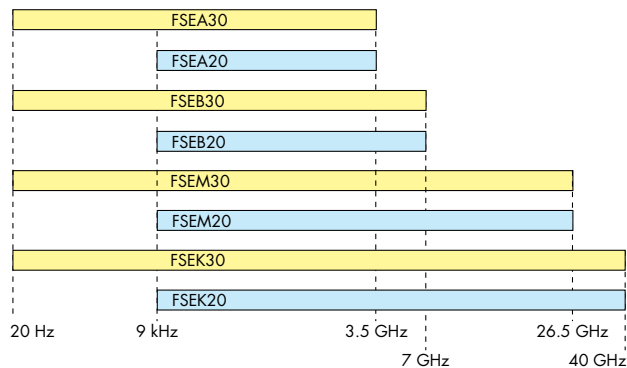 FSEA30
FSEA20
FSEB30
FSEB20
FSEM30
FSEM20
FSEK30
FSEK20
20 Hz 9 kHz 3.5 GHz 26.5 GHz
7 GHz 40 GHz